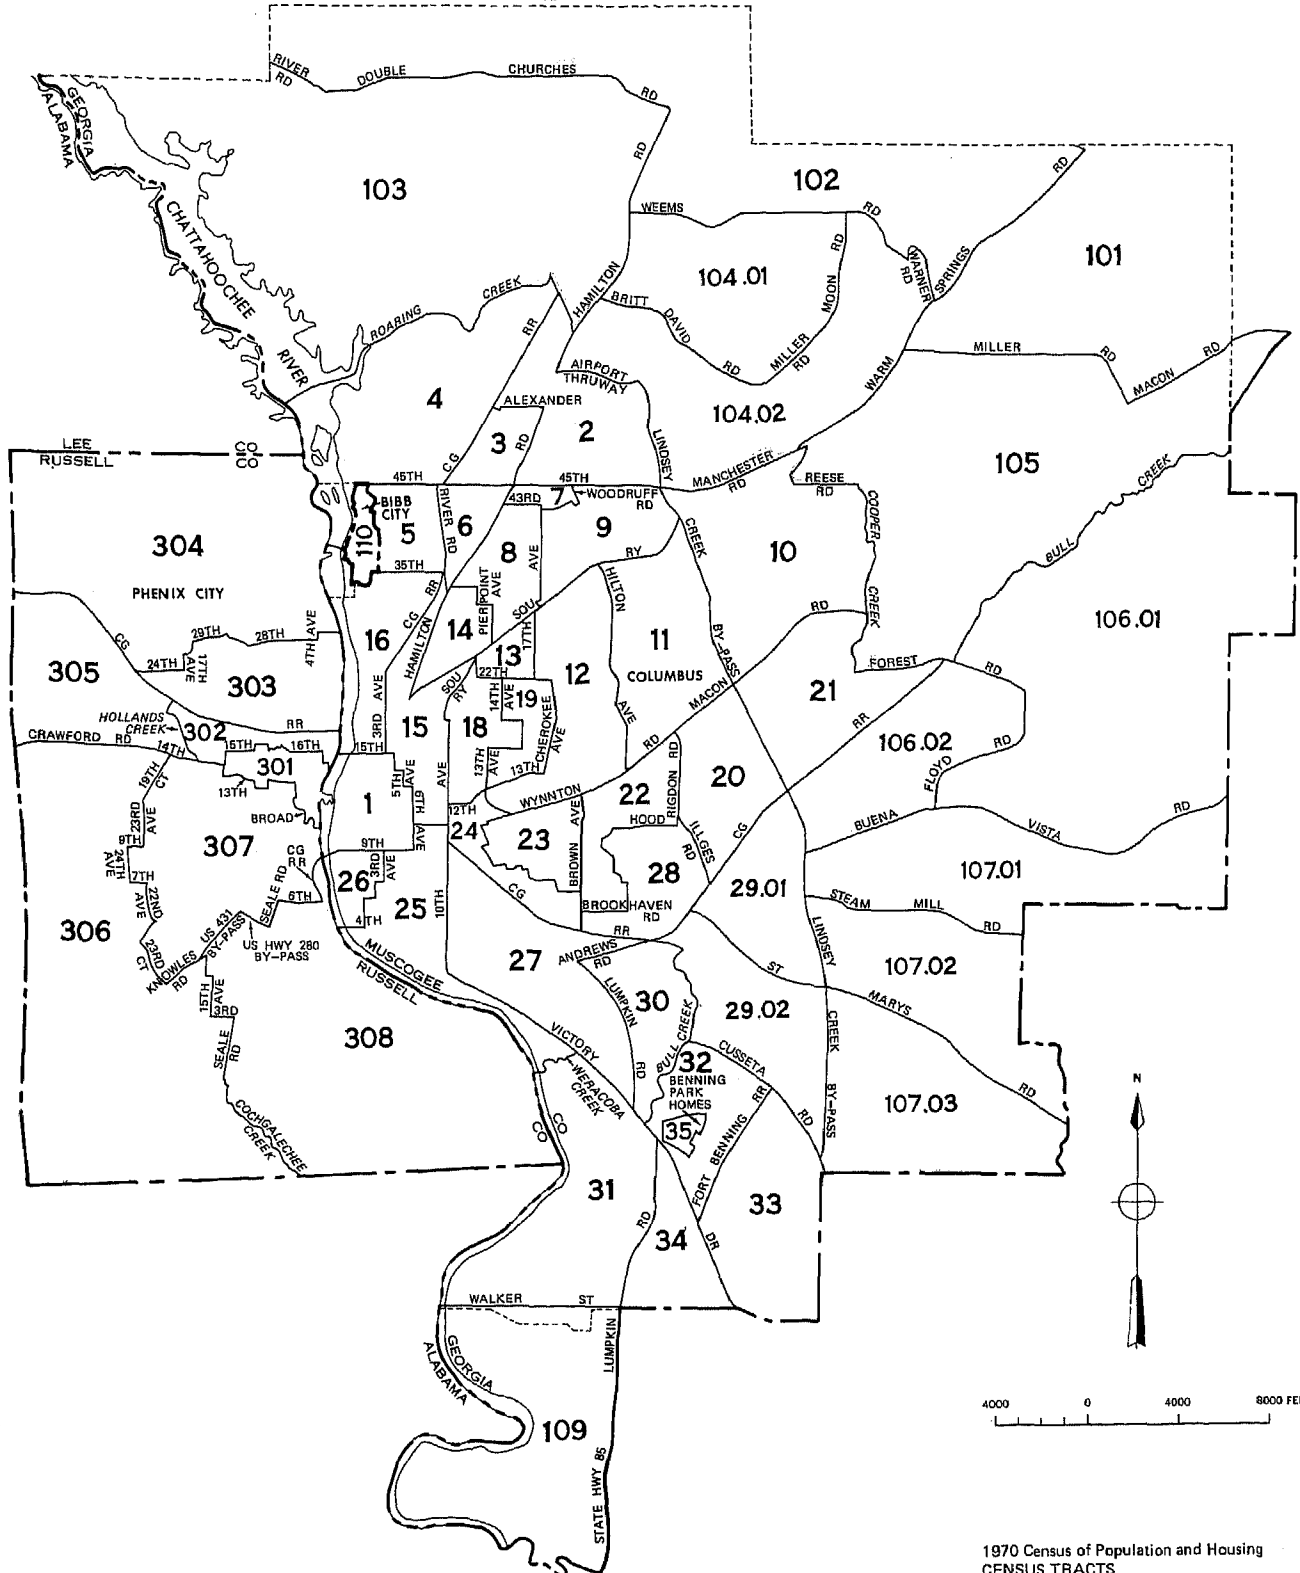 RIVER RD
DOUBLE CHURCHES RD
GEORGIA
ALABAMA
CHATTAHOOCHEE RIVER
103
RD
102
RD
WEEMS RD
101
104.01
MOON RD
WARNER RD
SPRINGS
HAMILTON
BRITT DAVID RD
MILLER RD
ROARING CREEK
RR
MILLER RD
MACON RD
AIRPORT THRUWAY
WARM
4
ALEXANDER
3
RD
2
104.02
LINDSEY
CG
LEE CO
RUSSELL CO
105
45TH
45TH
MANCHESTER RD
REESE RD
BULL CREEK
BIBB CITY
110
5
RIVER RD
6
43RD
7
WOODRUFF RD
9
CREEK
COOPER CREEK
10
304
PHENIX CITY
8
AVE
RY
35TH
RR
HILTON
PIERPOINT AVE
SOU
RD
BY-PASS
106.01
CG
29TH
28TH
4TH AVE
16
CG
HAMILTON
14
17TH
13
12
11
COLUMBUS
FOREST RD
305
24TH
17TH AVE
303
22TH
SOU RY
14TH AVE
19
MACON
21
HOLLANDS CREEK
302
RR
3RD AVE
15
18
CHEROKEE AVE
AVE
RD
RR
106.02
CRAWFORD RD
14TH
15TH
16TH
15TH
301
13TH AVE
13TH
FLOYD RD
19TH CT
13TH
5TH AVE
6TH AVE
AVE
WYNNTON
22
RIGDON RD
20
1
12TH
BROAD
23RD AVE
24
23
BROWN AVE
HOOD
ILLGES RD
CG
BUENA VISTA RD
9TH
24TH AVE
307
CG RR
9TH
3RD AVE
28
29.01
107.01
7TH
22ND AVE
SEALE RD
6TH
26
25
10TH
CG
BROOKHAVEN RD
STEAM MILL RD
306
4TH
23RD CT
KNOWLES RD
US 431 BY-PASS
US HWY 280 BY-PASS
RR
ANDREWS RD
LINDSEY
107.02
MUSCOGEE
RUSSELL
27
LUMPKIN
30
ST MARYS RD
15TH AVE
3RD
SEALE RD
308
29.02
CREEK
VICTORY
BULL CREEK
CUSSETA RD
32
BENNING PARK HOMES
WERACOBA CREEK
RD
BY-PASS
107.03
N
COCHGALECHEE CREEK
CO
CO
35
FORT BENNING RR
31
RD
34
DR
33
WALKER ST
LUMPKIN
GEORGIA
ALABAMA
109
STATE HWY 85
4000 0 4000 8000
1970 Census of Population and Housing
CENSUS TRACTS